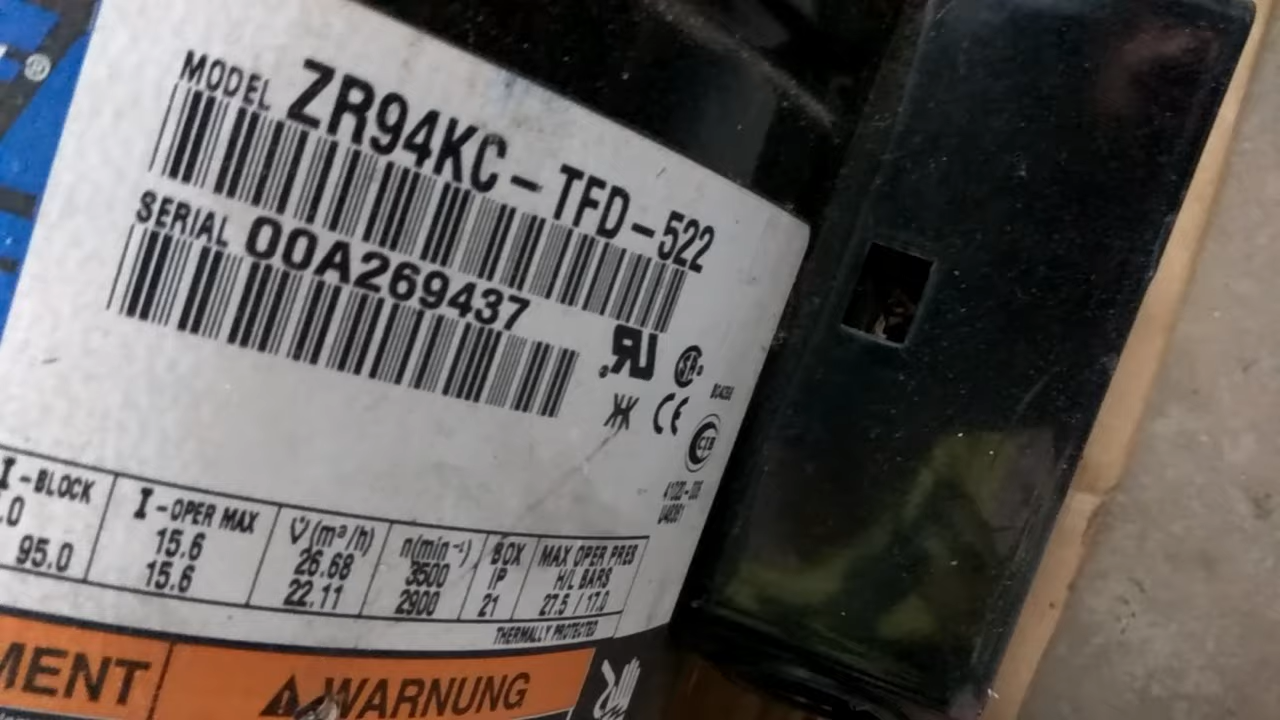 MODEL ZR94KC-TFD-522
SERIAL 00A269437
CE
I-BLOCK I-OPER MAX V̇(m³/h) n(min⁻¹) BOX IP MAX OPER PRES H/L BARS
.0 15.6 26.68 3500 21 27.5 / 17.0
95.0 15.6 22.11 2900
THERMALLY PROTECTED
MENT
WARNUNG